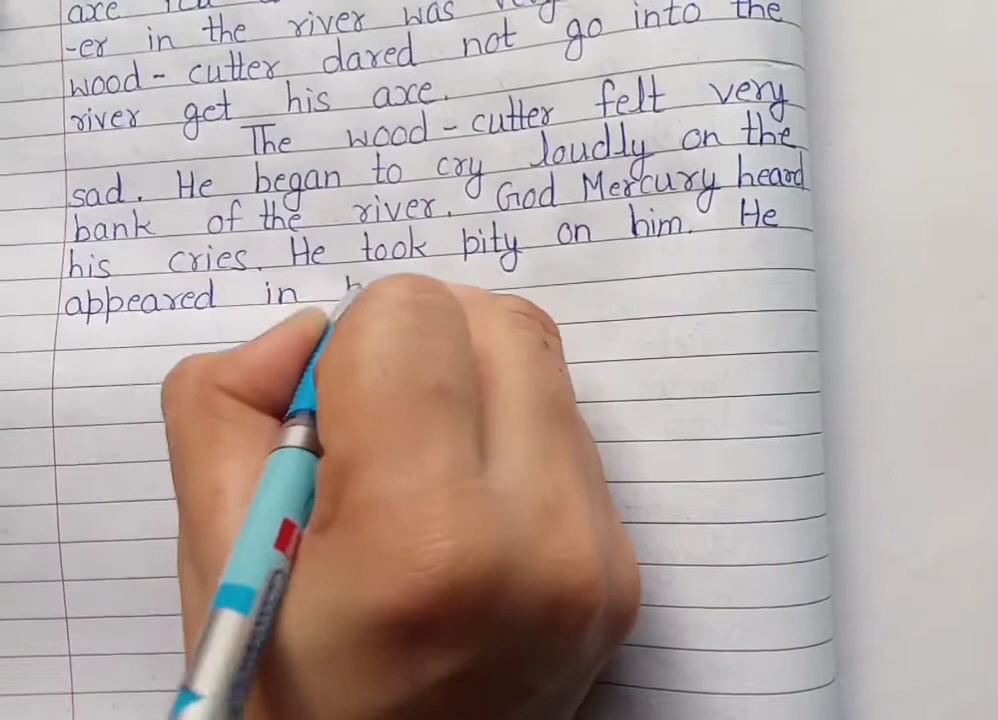 axe
-er in the river was
wood-cutter dared not go into the
river get his axe.
The wood-cutter felt very
sad. He began to cry loudly on the
bank of the river. God Mercury heard
his cries. He took pity on him. He
appeared in